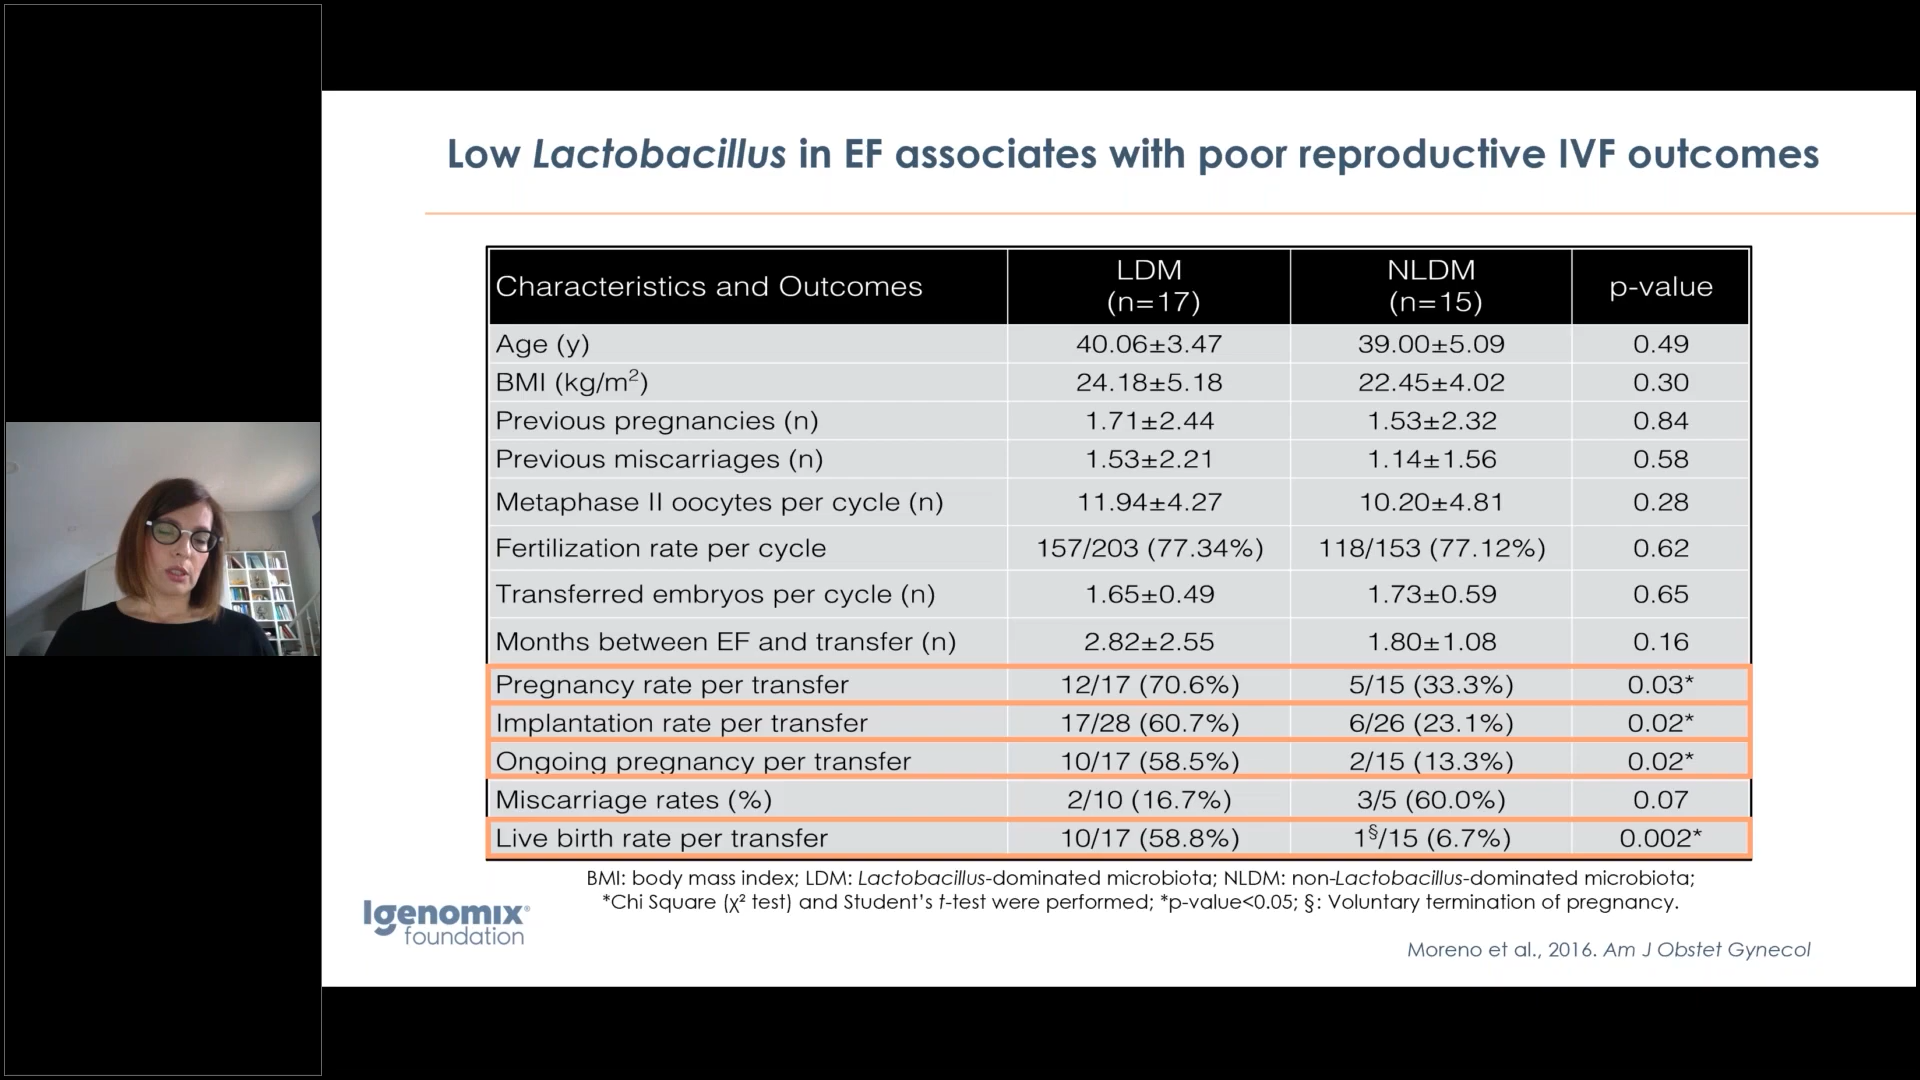 Low Lactobacillus in EF associates with poor reproductive IVF outcomes
Characteristics and Outcomes LDM (n=17) NLDM (n=15) p-value
Age (y) 40.06±3.47 39.00±5.09 0.49
BMI (kg/m²) 24.18±5.18 22.45±4.02 0.30
Previous pregnancies (n) 1.71±2.44 1.53±2.32 0.84
Previous miscarriages (n) 1.53±2.21 1.14±1.56 0.58
Metaphase II oocytes per cycle (n) 11.94±4.27 10.20±4.81 0.28
Fertilization rate per cycle 157/203 (77.34%) 118/153 (77.12%) 0.62
Transferred embryos per cycle (n) 1.65±0.49 1.73±0.59 0.65
Months between EF and transfer (n) 2.82±2.55 1.80±1.08 0.16
Pregnancy rate per transfer 12/17 (70.6%) 5/15 (33.3%) 0.03*
Implantation rate per transfer 17/28 (60.7%) 6/26 (23.1%) 0.02*
Ongoing pregnancy per transfer 10/17 (58.5%) 2/15 (13.3%) 0.02*
Miscarriage rates (%) 2/10 (16.7%) 3/5 (60.0%) 0.07
Live birth rate per transfer 10/17 (58.8%) 1§/15 (6.7%) 0.002*
BMI: body mass index; LDM: Lactobacillus-dominated microbiota; NLDM: non-Lactobacillus-dominated microbiota;
*Chi Square (χ² test) and Student's t-test were performed; *p-value<0.05; §: Voluntary termination of pregnancy.
Igenomix®
foundation
Moreno et al., 2016. Am J Obstet Gynecol